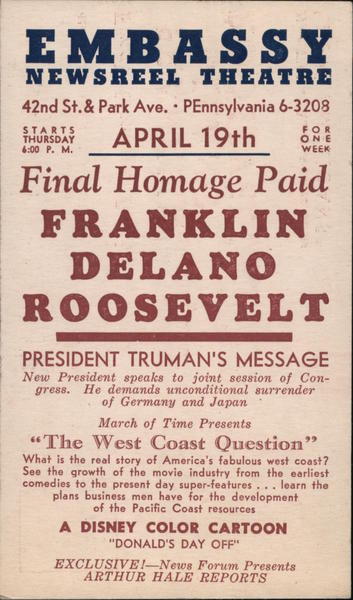 EMBASSY
NEWSREEL THEATRE
42nd St. & Park Ave. · PEnnsylvania 6-3208
STARTS
THURSDAY
6:00 P. M.
APRIL 19th
FOR
ONE
WEEK
Final Homage Paid
FRANKLIN
DELANO
ROOSEVELT
PRESIDENT TRUMAN'S MESSAGE
New President speaks to joint session of Con-
gress. He demands unconditional surrender
of Germany and Japan
March of Time Presents
"The West Coast Question"
What is the real story of America's fabulous west coast?
See the growth of the movie industry from the earliest
comedies to the present day super-features . . . learn the
plans business men have for the development
of the Pacific Coast resources
A DISNEY COLOR CARTOON
"DONALD'S DAY OFF"
EXCLUSIVE!—News Forum Presents
ARTHUR HALE REPORTS